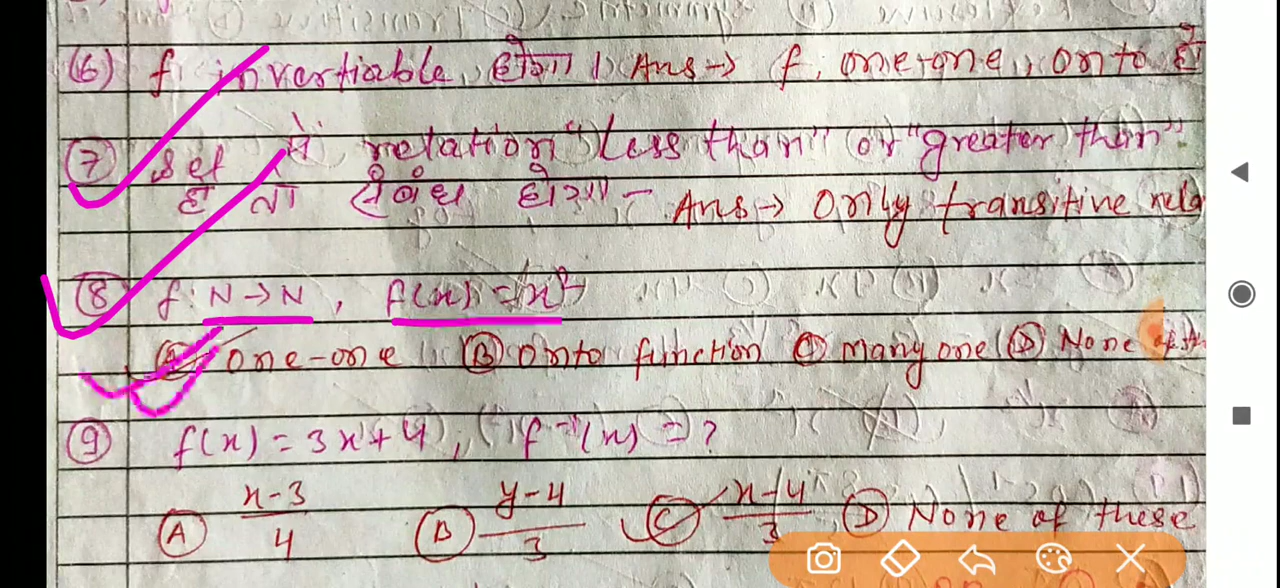 (6) f invertiable होगा । Ans→ f, one-one, onto हो
(7) set में relation "less than" or "greater than"
हो तो संबंध होगा - Ans→ only transitive rela
(8) f: N→N, f(x) = x²
(A) one-one (B) onto function (C) many one (D) None of th
(9) f(x) = 3x+4, f⁻¹(x) = ?
(A) x-3/4 (B) y-4/3 (C) x-4/3 (D) None of these